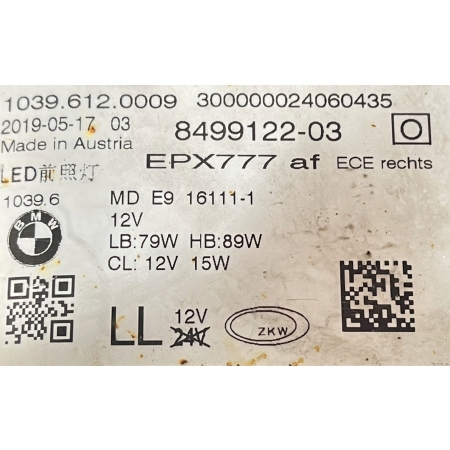 1039.612.0009 300000024060435
2019-05-17 03 8499122-03
Made in Austria EPX777 af ECE rechts
LED前照灯
1039.6 MD E9 16111-1
BMW 12V
LB:79W HB:89W
CL: 12V 15W
LL 12V 24V ZKW